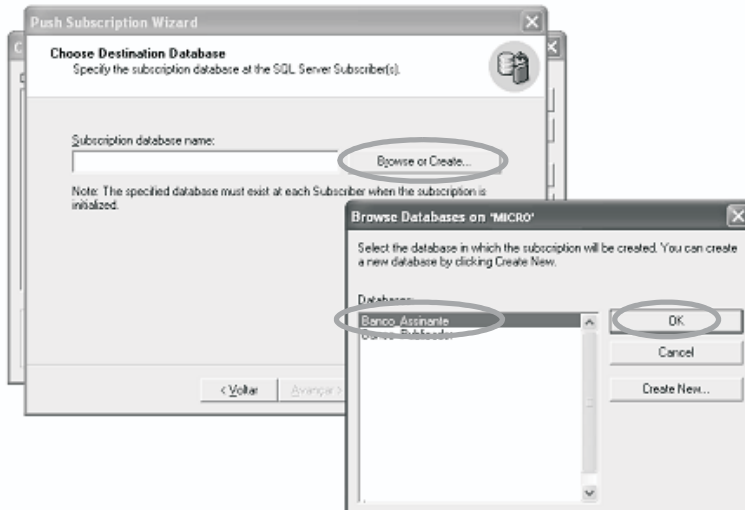 Push Subscription Wizard
Choose Destination Database
Specify the subscription database at the SQL Server Subscriber(s).
Subscription database name:
Browse or Create...
Note: The specified database must exist at each Subscriber when the subscription is
initialized.
< Voltar
Avançar >
Browse Databases on 'MICRO'
Select the database in which the subscription will be created. You can create
a new database by clicking Create New.
Databases:
Banco_Assinante
Banco_Publicador
OK
Cancel
Create New...